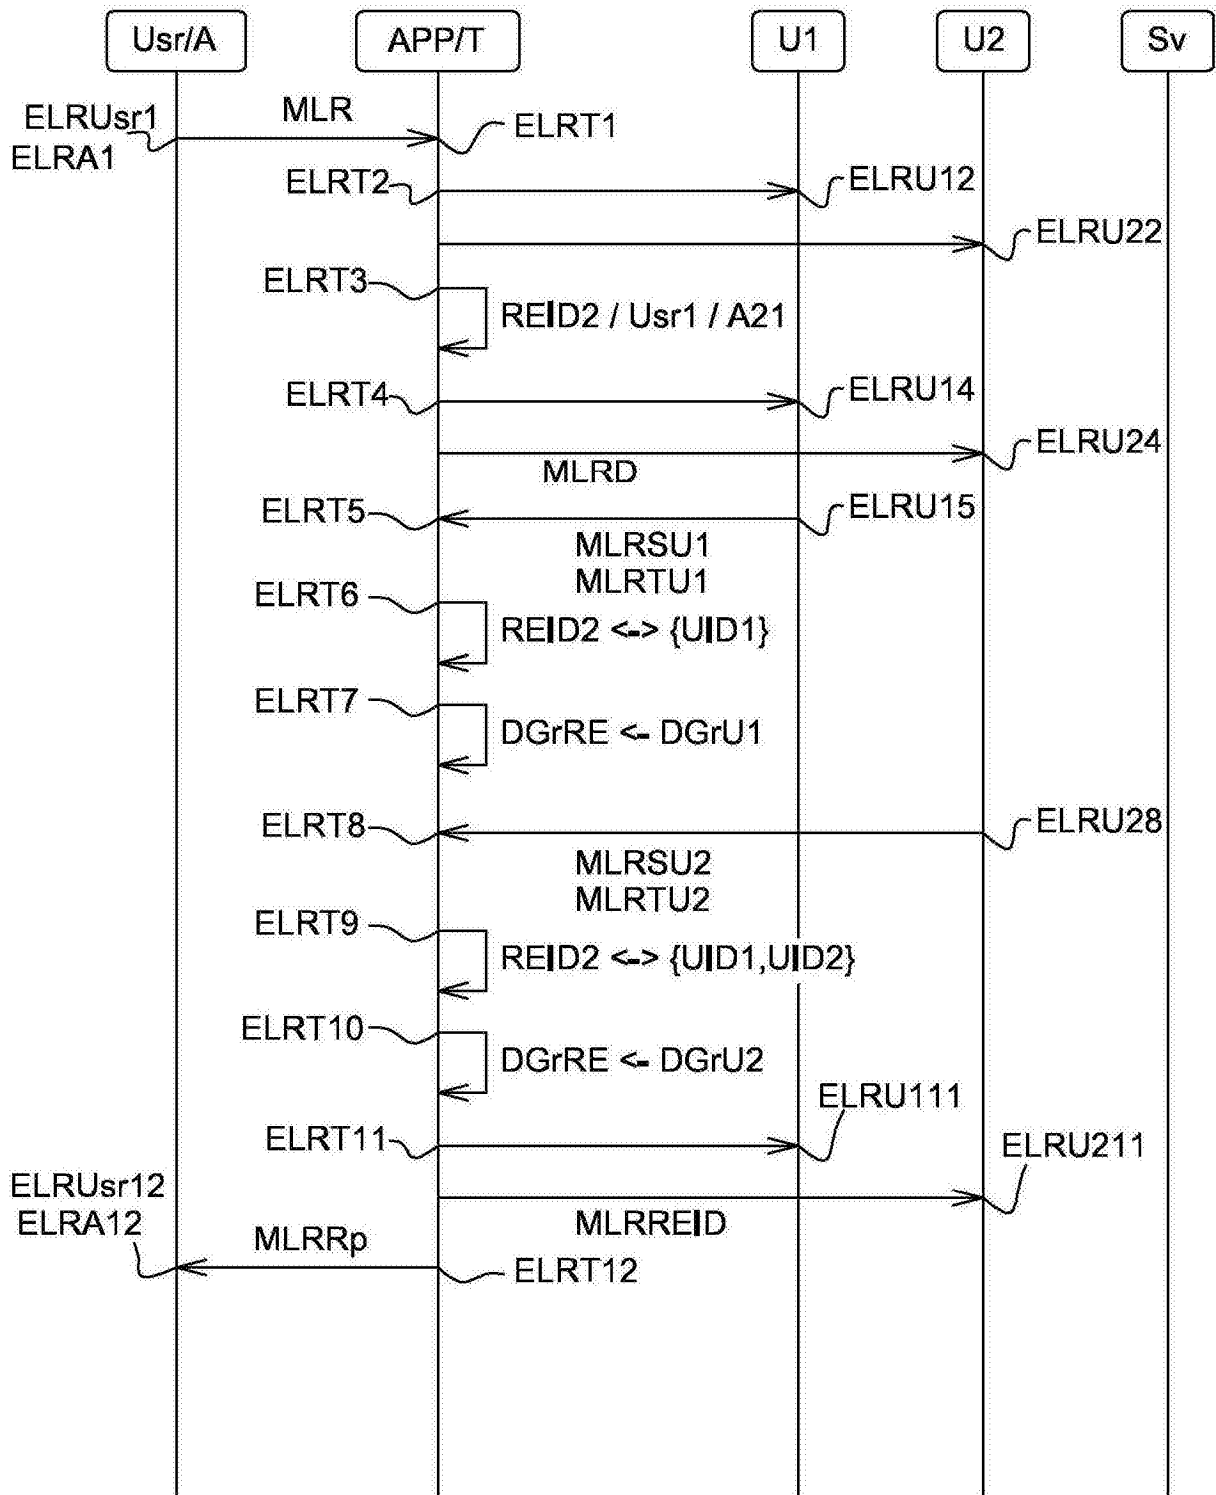 Usr/A
APP/T
U1
U2
Sv
ELRUsr1
ELRA1
MLR
ELRT1
ELRT2
ELRU12
ELRU22
ELRT3
REID2 / Usr1 / A21
ELRT4
ELRU14
ELRU24
MLRD
ELRT5
ELRU15
MLRSU1
MLRTU1
ELRT6
REID2 <-> {UID1}
ELRT7
DGrRE <- DGrU1
ELRT8
ELRU28
MLRSU2
MLRTU2
ELRT9
REID2 <-> {UID1,UID2}
ELRT10
DGrRE <- DGrU2
ELRU111
ELRT11
ELRU211
ELRUsr12
ELRA12
MLRREID
MLRRp
ELRT12